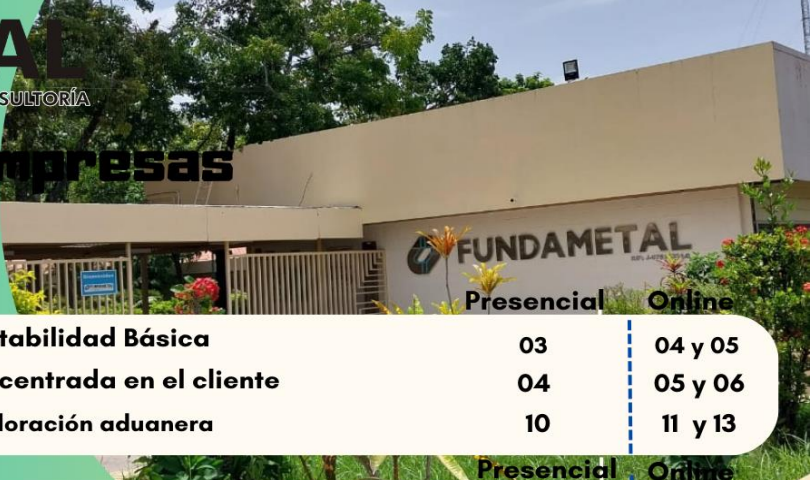 AL
SULTORÍA
mpresas
Bienvenidos
FUNDAMETAL
Presencial Online
tabilidad Básica 03 04 y 05
centrada en el cliente 04 05 y 06
loración aduanera 10 11 y 13
Presencial Online